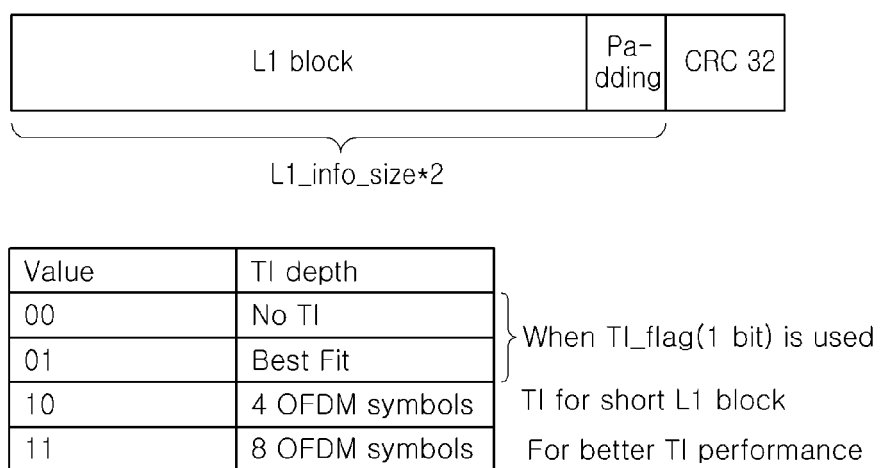 L1 block
Pa-
dding
CRC 32
L1_info_size*2
Value TI depth
00 No TI
01 Best Fit
When TI_flag(1 bit) is used
10 4 OFDM symbols TI for short L1 block
11 8 OFDM symbols For better TI performance